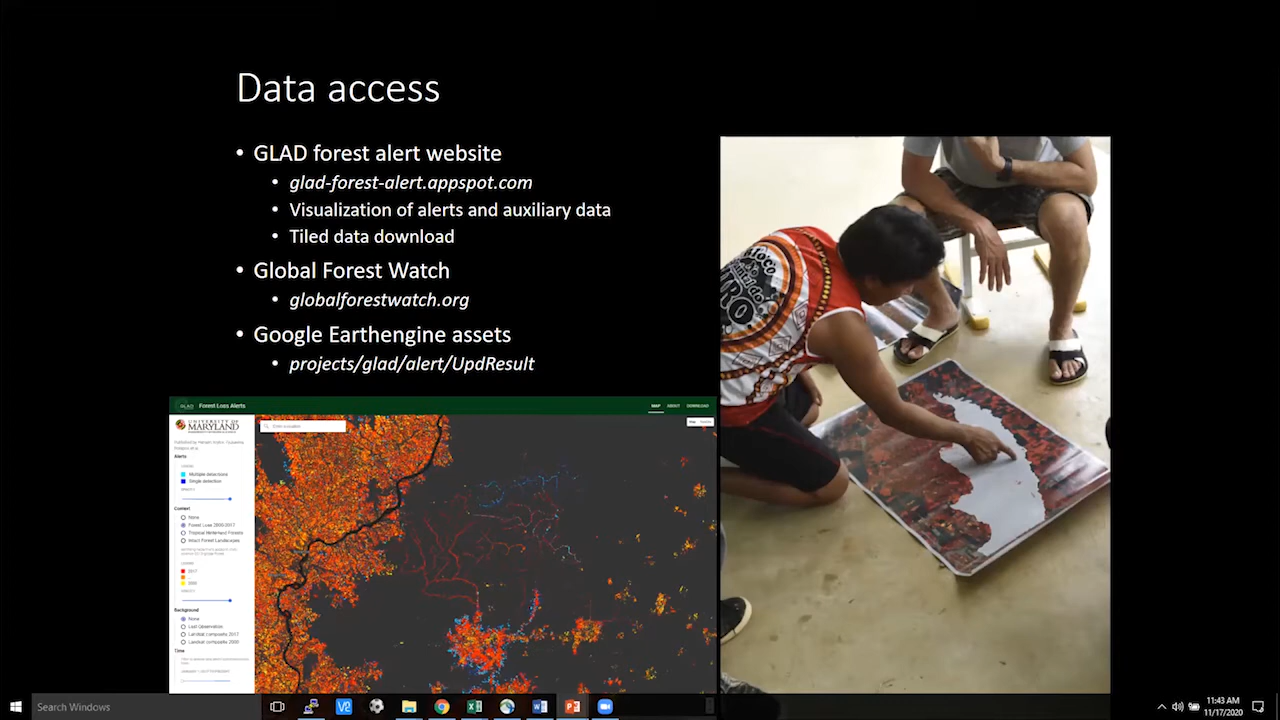 Data access
• GLAD forest alert website
• glad-forest-alert.appspot.com
• Visualization of alerts and auxiliary data
• Tiled data download
• Global Forest Watch
• globalforestwatch.org
• Google Earthengine assets
• projects/glad/alert/UpdResult
GLAD Forest Loss Alerts
MAP ABOUT DOWNLOAD
UNIVERSITY OF
MARYLAND
Alerts
Multiple detections
Single detection
Context
None
Forest Loss 2000-2017
Intact Forest Landscapes
2017
2000
Background
None
Last Observation
Landsat composite 2017
Landsat composite 2000
Time
Map
Search Windows
11:43 AM
11/17/2020